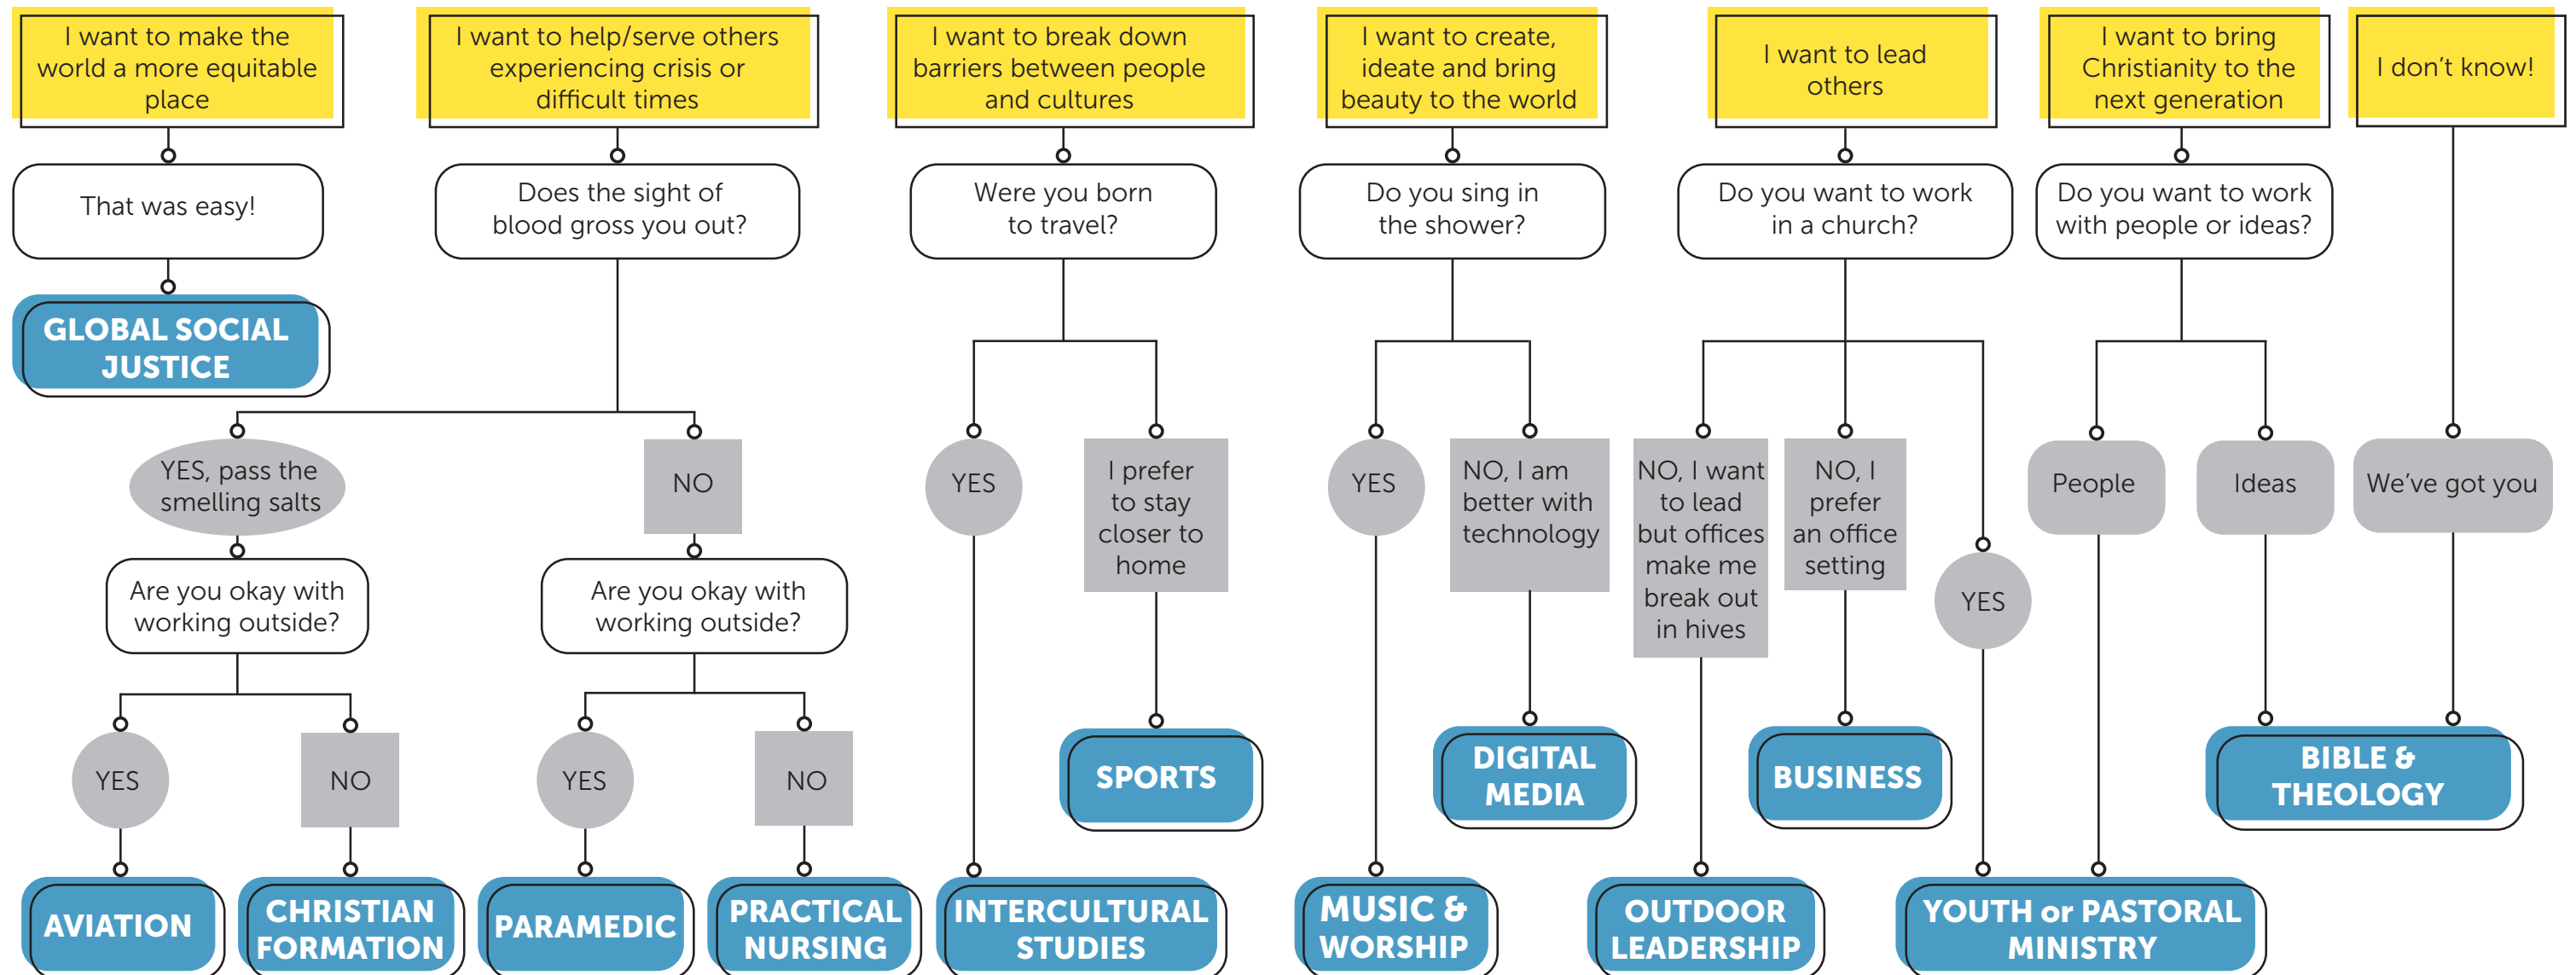 I want to make the
world a more equitable
place
I want to help/serve others
experiencing crisis or
difficult times
I want to break down
barriers between people
and cultures
I want to create,
ideate and bring
beauty to the world
I want to lead
others
I want to bring
Christianity to the
next generation
I don’t know!
That was easy!
Does the sight of
blood gross you out?
Were you born
to travel?
Do you sing in
the shower?
Do you want to work
in a church?
Do you want to work
with people or ideas?
GLOBAL SOCIAL
JUSTICE
YES, pass the
smelling salts
NO
YES
I prefer
to stay
closer to
home
YES
NO, I am
better with
technology
NO, I want
to lead
but offices
make me
break out
in hives
NO, I
prefer
an office
setting
YES
People
Ideas
We’ve got you
Are you okay with
working outside?
Are you okay with
working outside?
YES
NO
YES
NO
SPORTS
DIGITAL
MEDIA
BUSINESS
BIBLE &
THEOLOGY
AVIATION
CHRISTIAN
FORMATION
PARAMEDIC
PRACTICAL
NURSING
INTERCULTURAL
STUDIES
MUSIC &
WORSHIP
OUTDOOR
LEADERSHIP
YOUTH or PASTORAL
MINISTRY